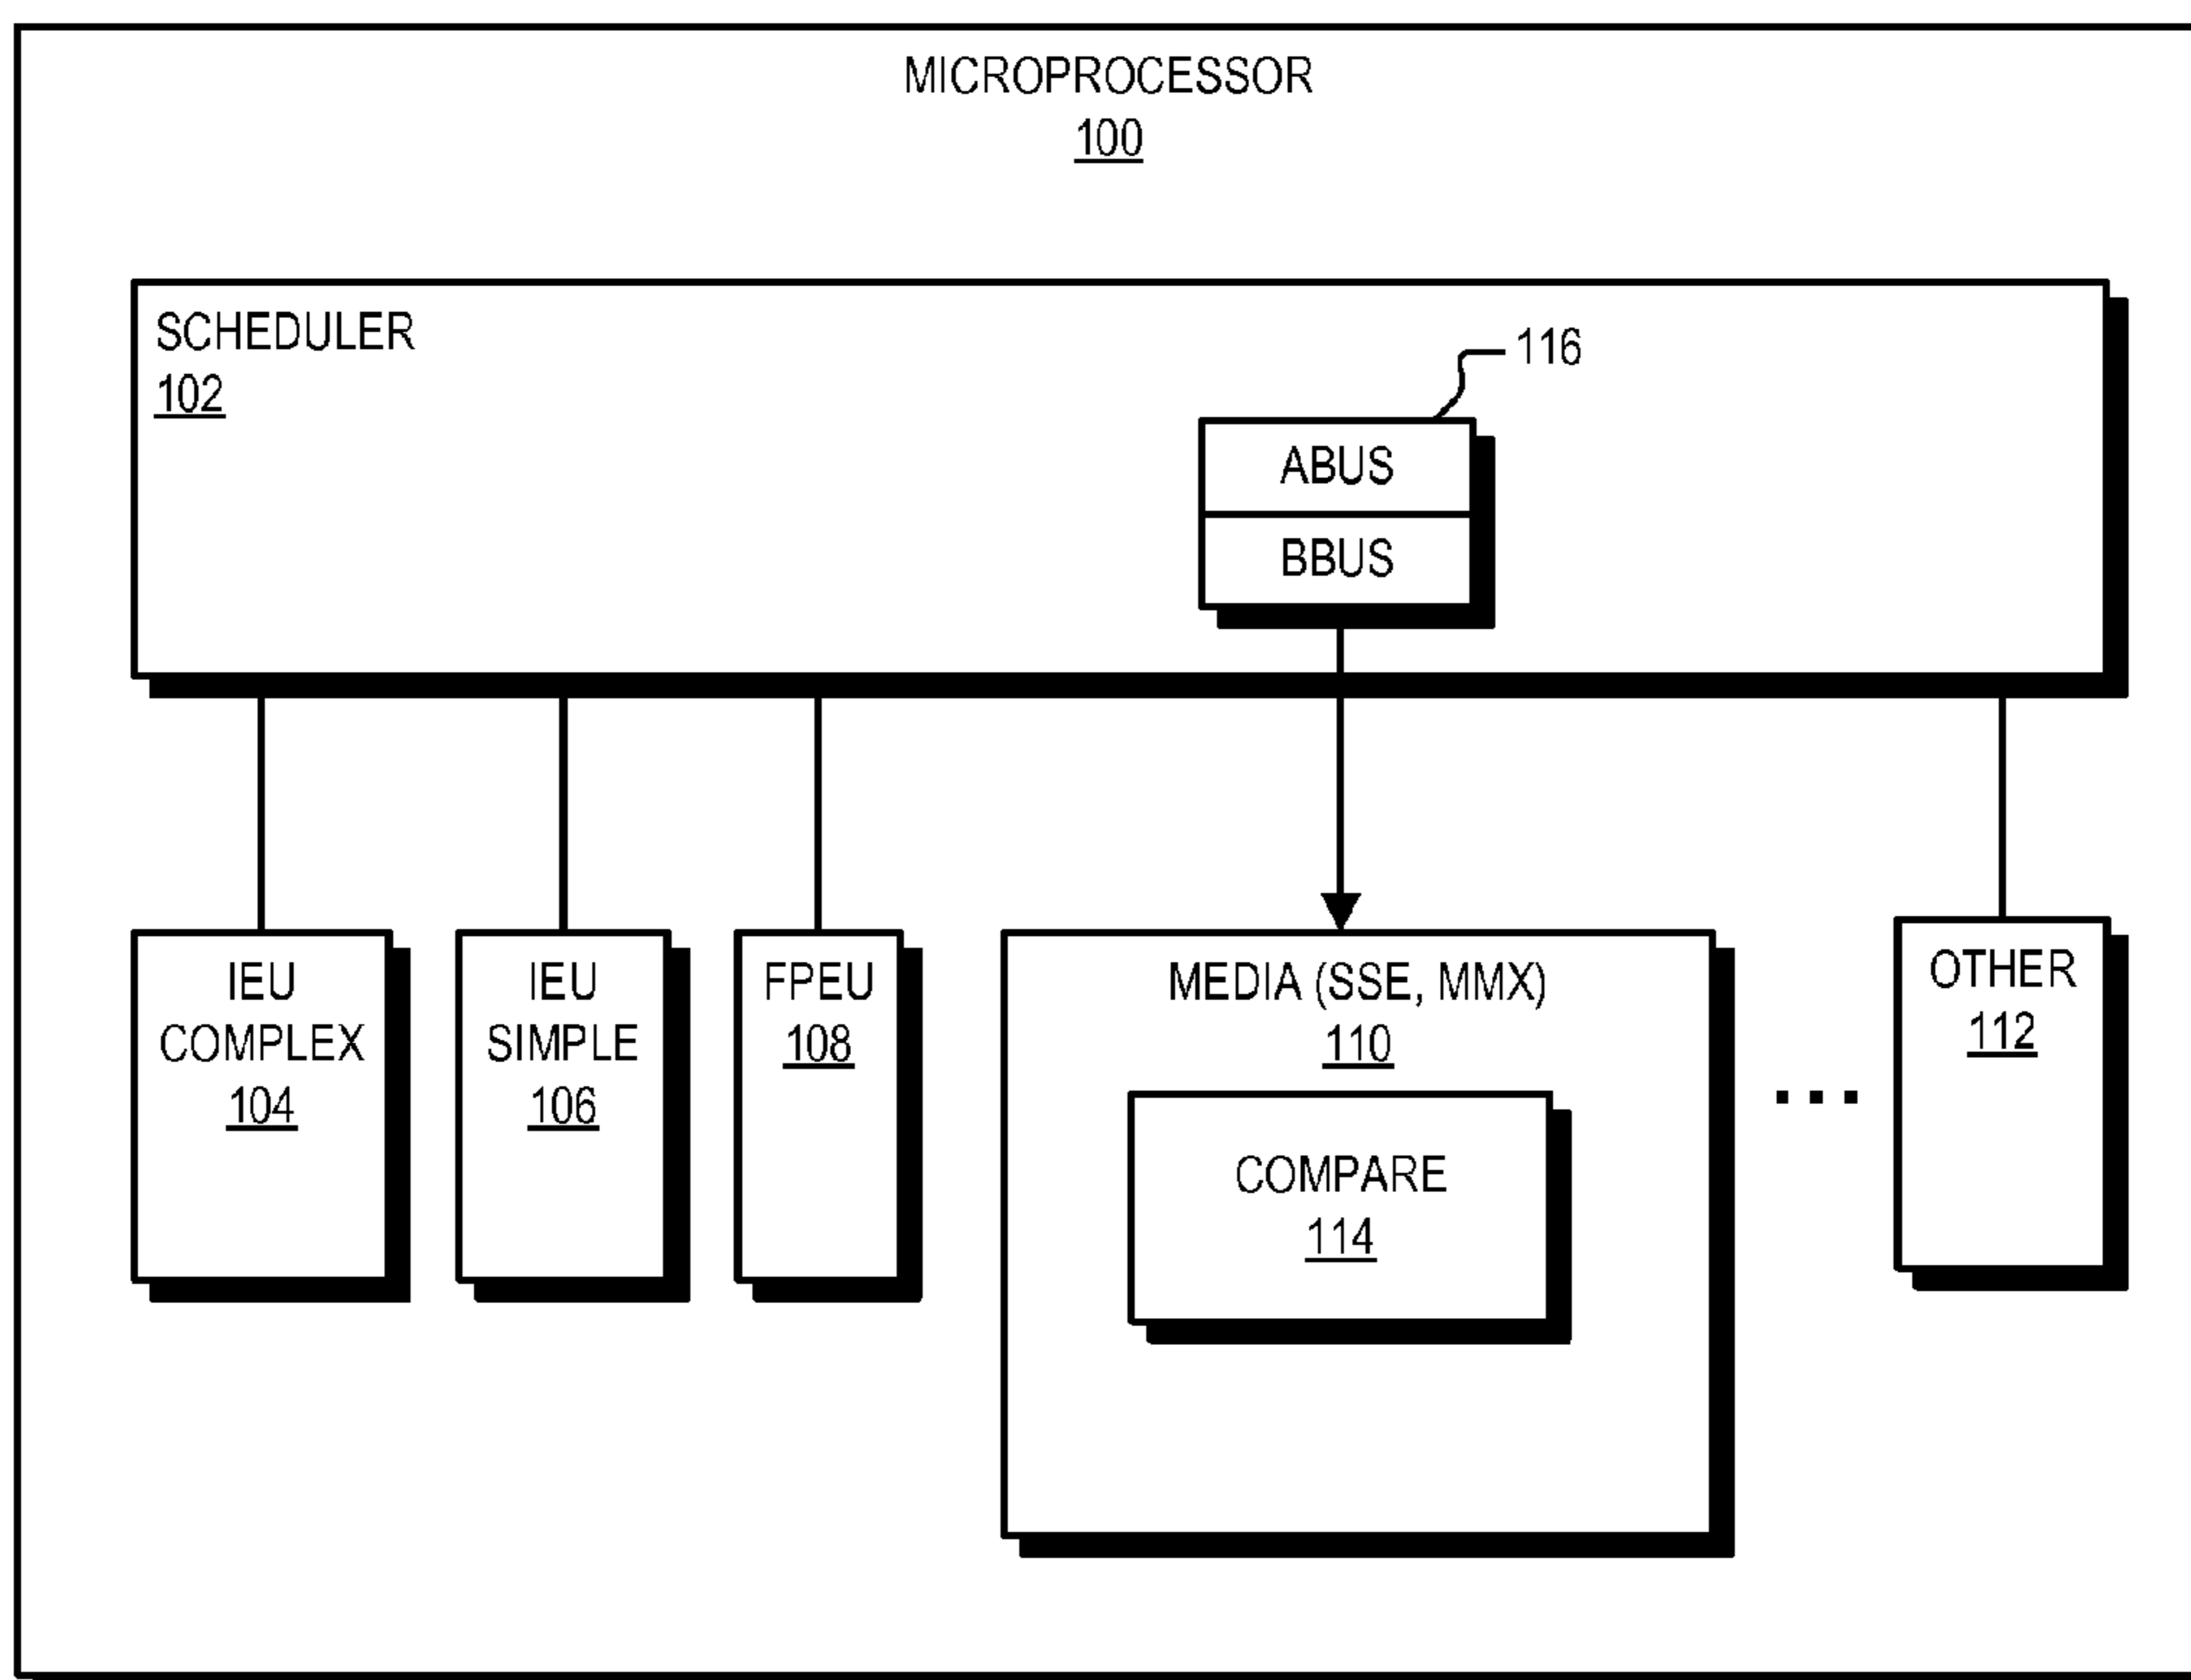 MICROPROCESSOR
100
SCHEDULER
102
116
ABUS
BBUS
IEU
COMPLEX
104
IEU
SIMPLE
106
FPEU
108
MEDIA (SSE, MMX)
110
COMPARE
114
...
OTHER
112